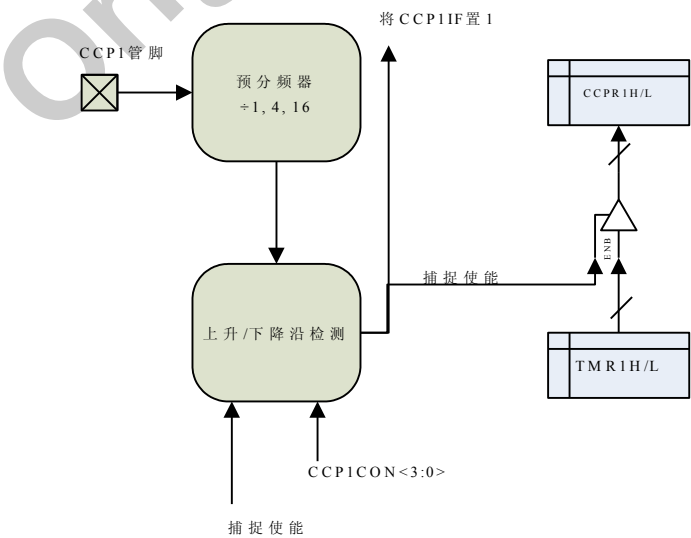 将CCP1IF置1
CCP1管脚
预分频器
÷1, 4, 16
CCPR1H/L
ENB
捕捉使能
上升/下降沿检测
TMR1H/L
CCP1CON<3:0>
捕捉使能